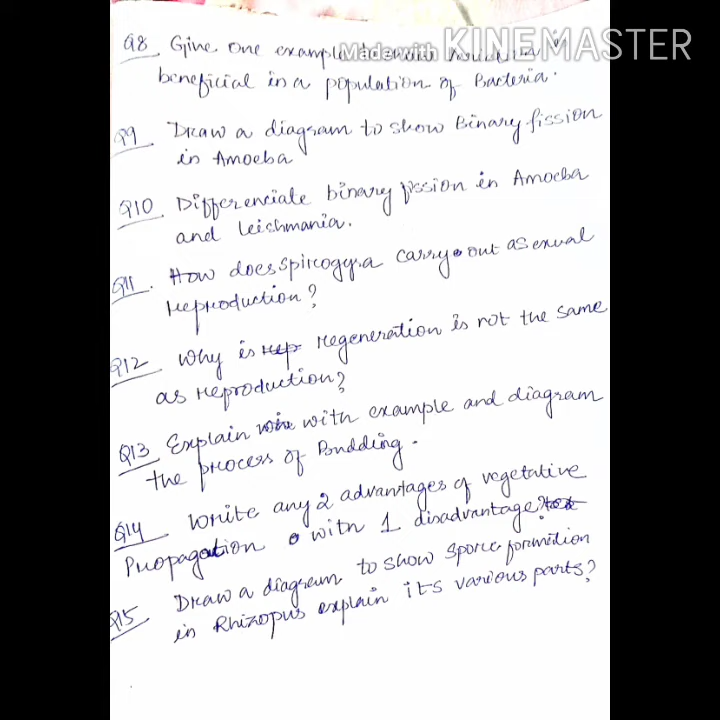 Q8 Give one example
Made with KINEMASTER
beneficial in a population of Bacteria.
Q9 Draw a diagram to show Binary fission
in Amoeba
Q10 Differenciate binary fission in Amoeba
and leichmania.
Q11. How does spirogyra carry out asexual
reproduction?
Q12 Why is rep regeneration is not the same
as reproduction?
Q13 Explain with example and diagram
the process of Budding.
Q14 Write any 2 advantages of vegetative
Propagation with 1 disadvantage?
Q15 Draw a diagram to show spore formation
in Rhizopus explain its various parts?